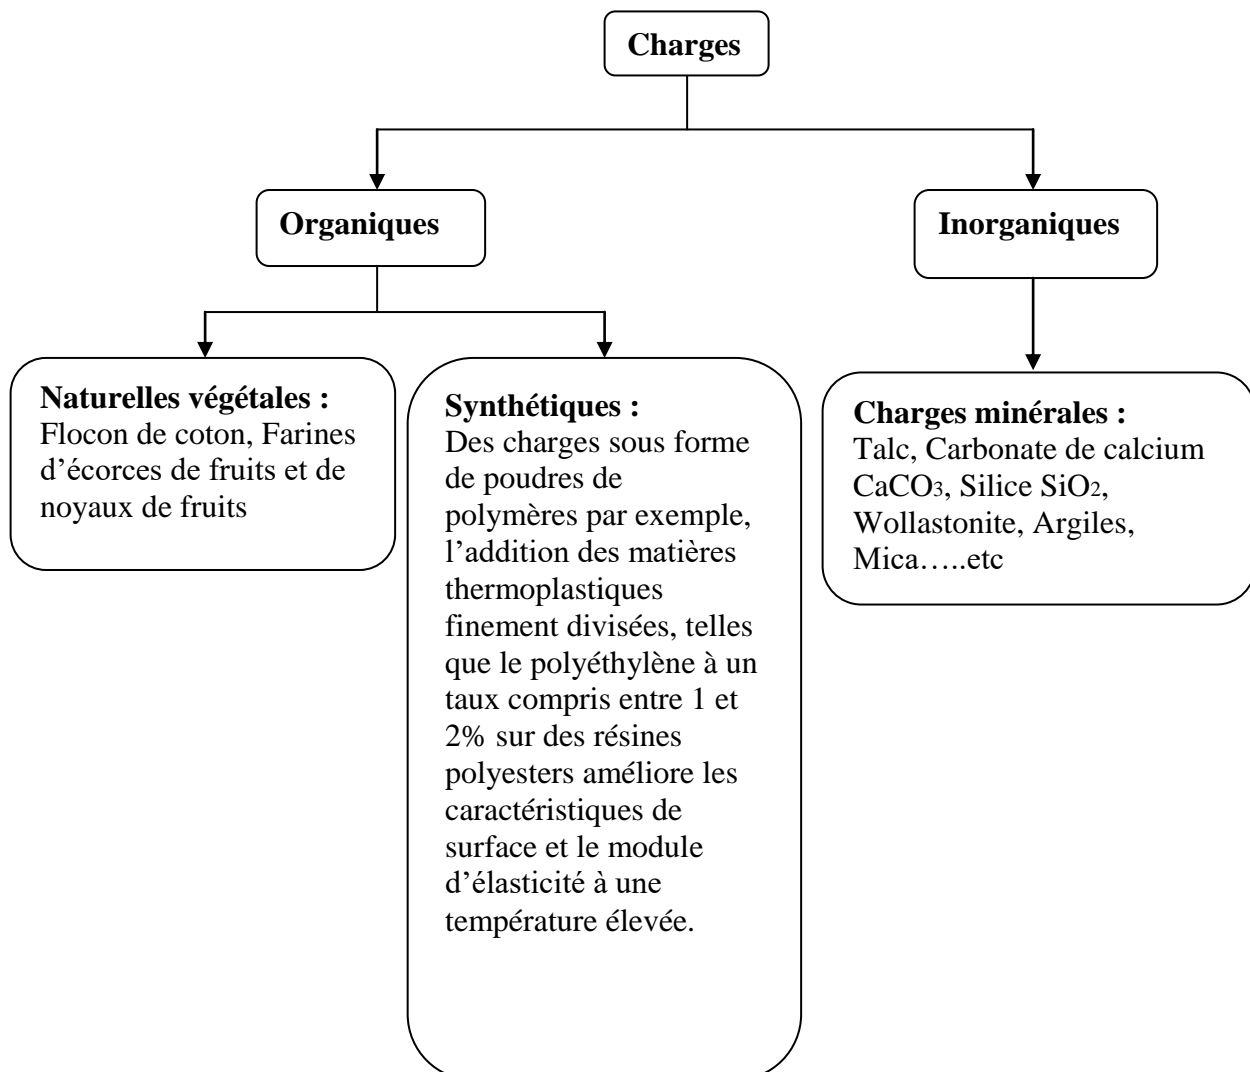 Charges
Organiques
Inorganiques
Naturelles végétales :
Flocon de coton, Farines
d’écorces de fruits et de
noyaux de fruits
Synthétiques :
Des charges sous forme
de poudres de
polymères par exemple,
l’addition des matières
thermoplastiques
finement divisées, telles
que le polyéthylène à un
taux compris entre 1 et
2% sur des résines
polyesters améliore les
caractéristiques de
surface et le module
d’élasticité à une
température élevée.
Charges minérales :
Talc, Carbonate de calcium
CaCO3, Silice SiO2,
Wollastonite, Argiles,
Mica…..etc